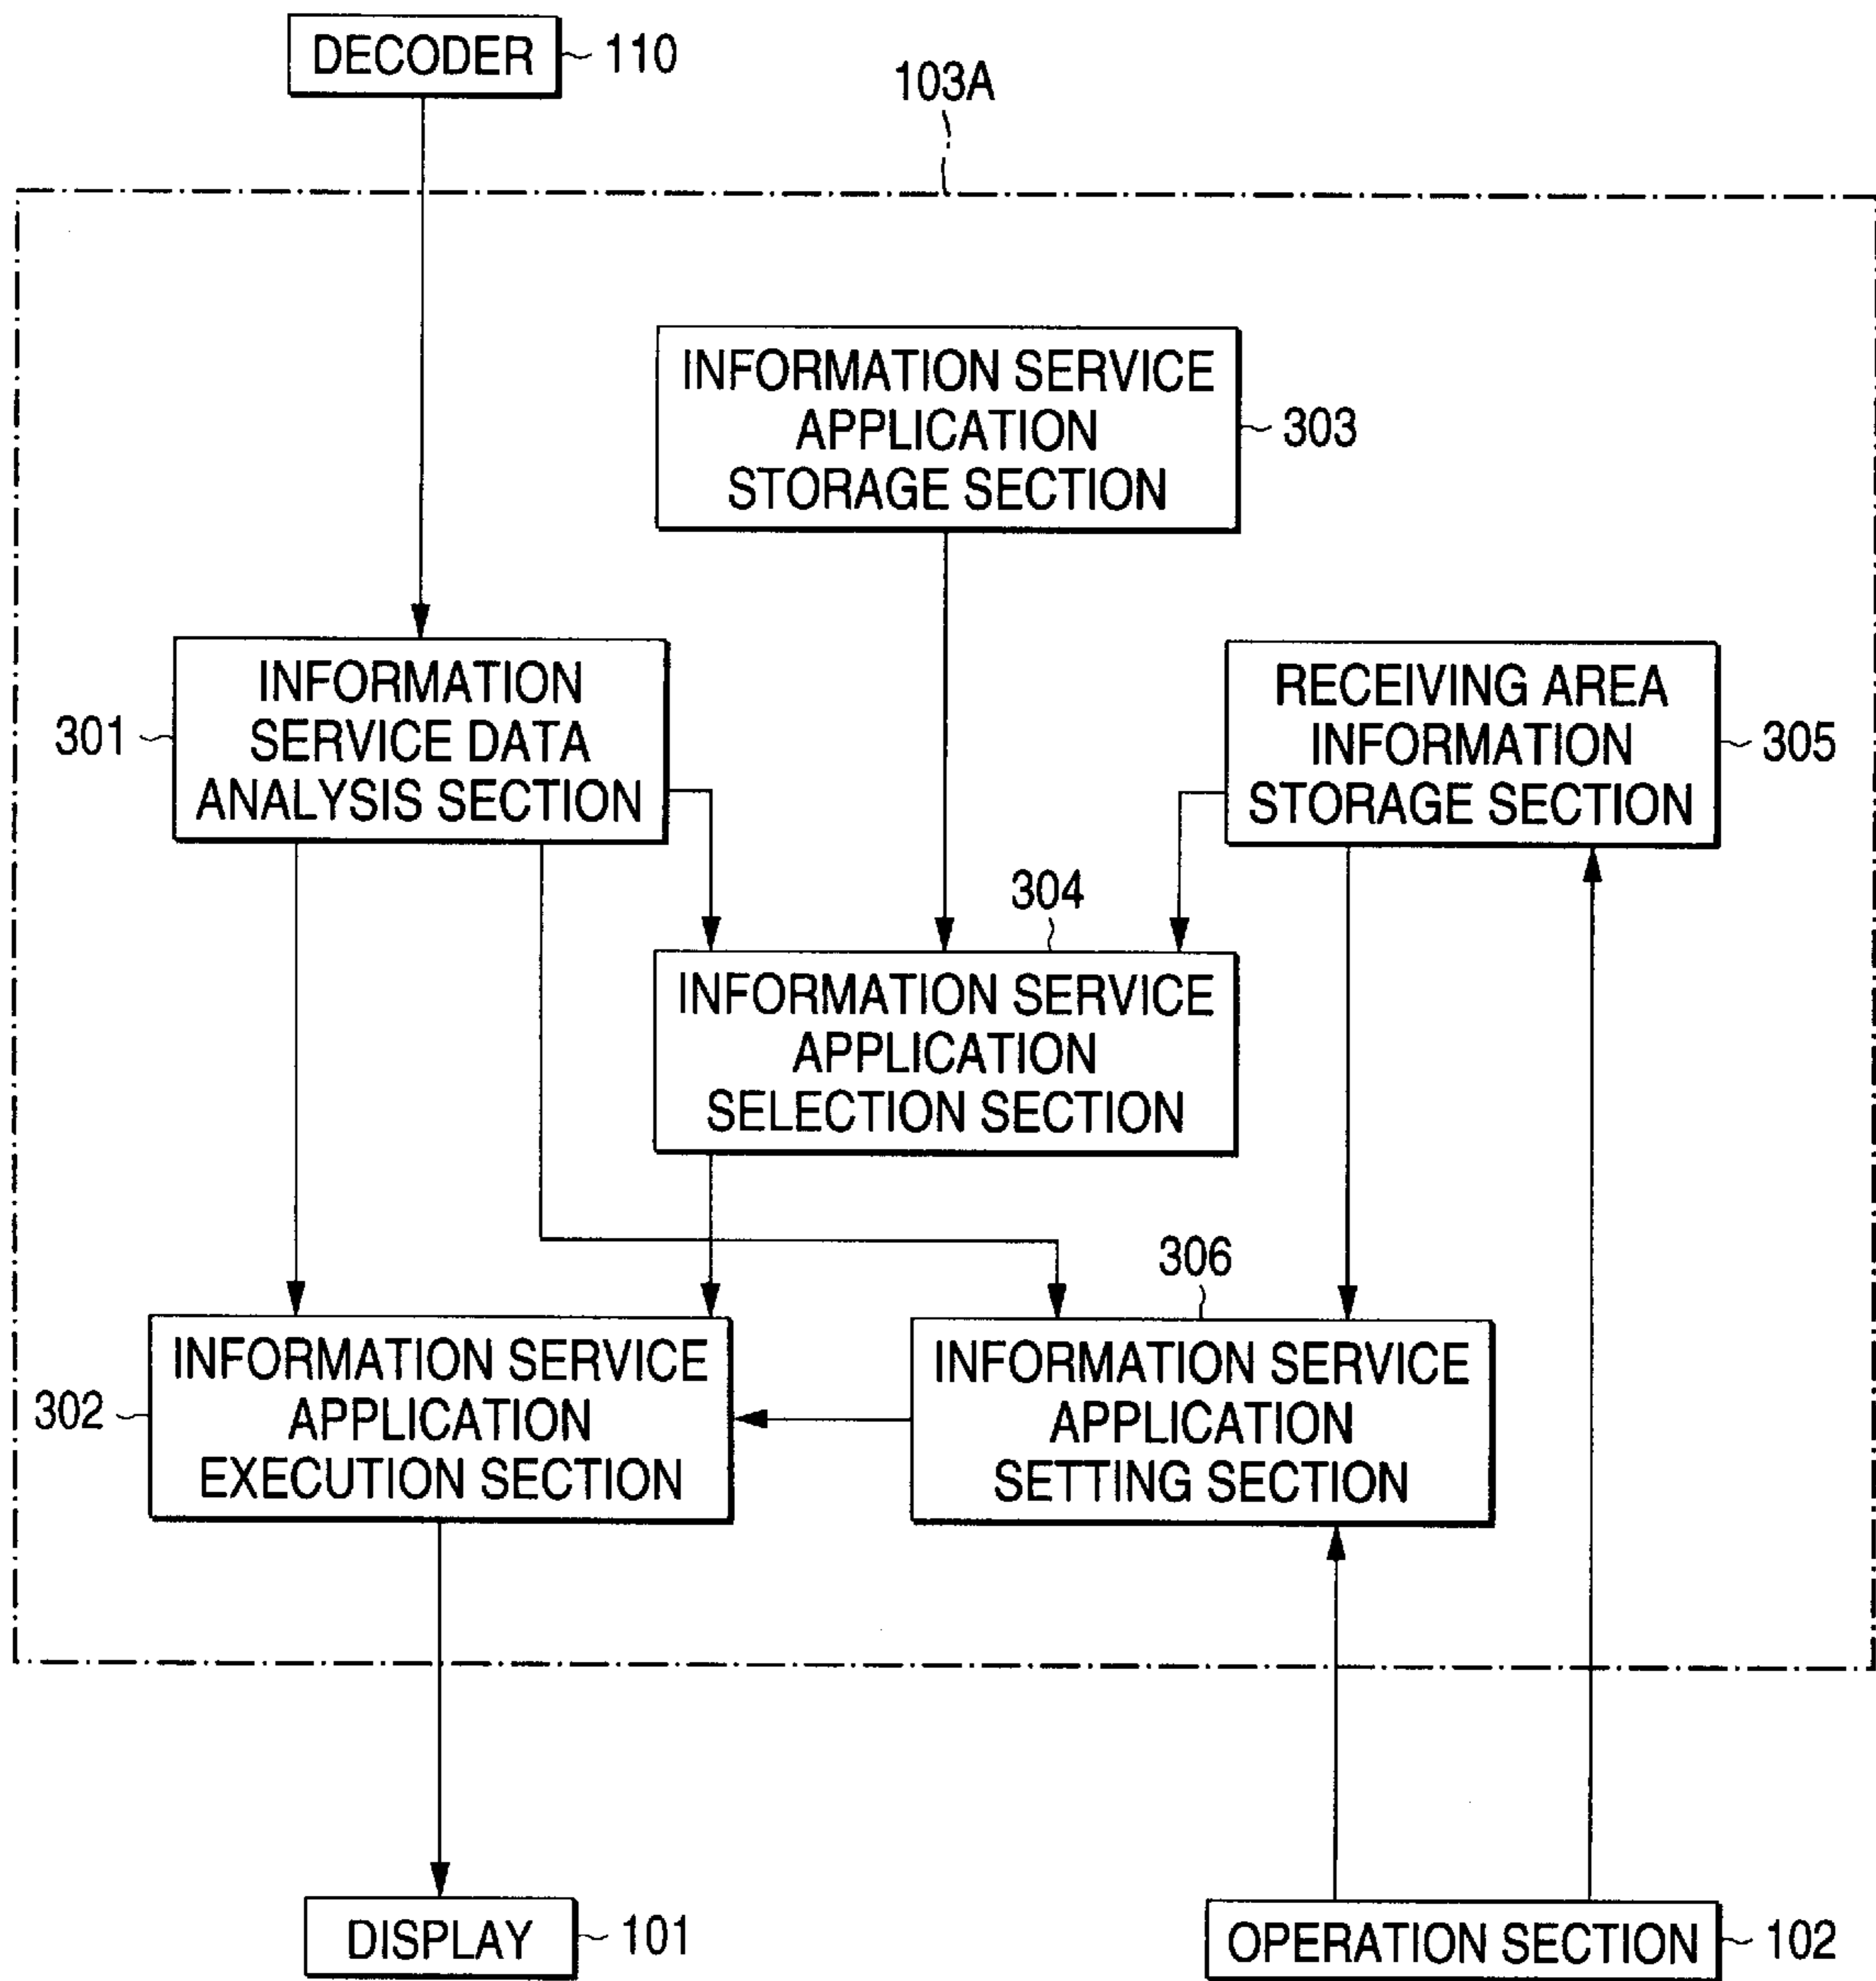 DECODER
110
103A
INFORMATION SERVICE
APPLICATION
STORAGE SECTION
303
INFORMATION
SERVICE DATA
ANALYSIS SECTION
301
RECEIVING AREA
INFORMATION
STORAGE SECTION
305
304
INFORMATION SERVICE
APPLICATION
SELECTION SECTION
306
302
INFORMATION SERVICE
APPLICATION
EXECUTION SECTION
INFORMATION SERVICE
APPLICATION
SETTING SECTION
DISPLAY
101
OPERATION SECTION
102